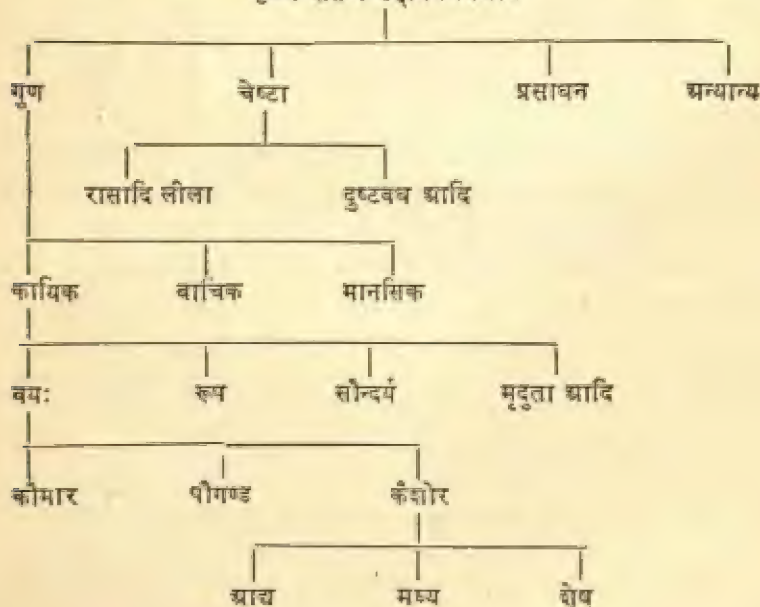 गुण चेष्टा प्रसाधन अन्यान्य
रासादि लीला दुष्टवध आदि
कायिक वाचिक मानसिक
वयः रूप सौन्दर्य मृदुता आदि
कौमार पौगण्ड कैशोर
आद्य मध्य शेष